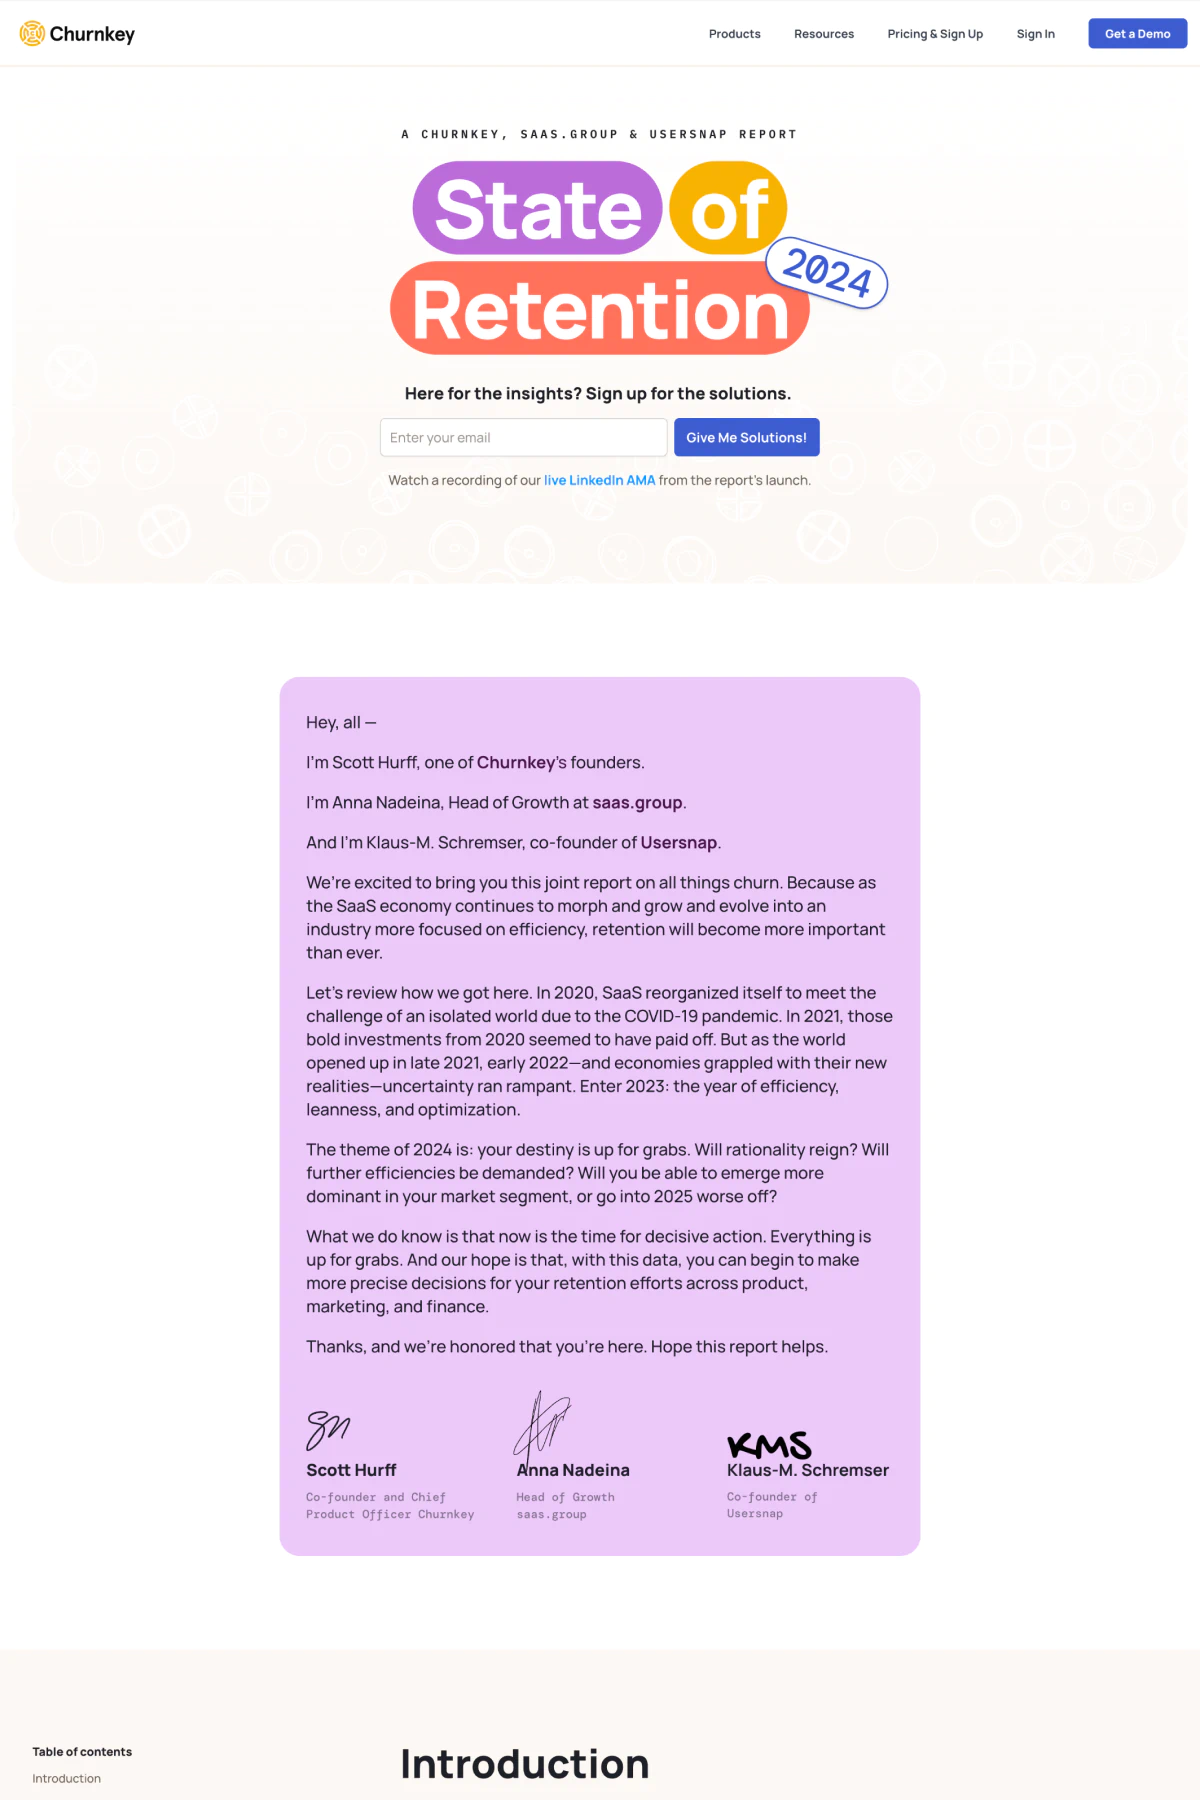 Churnkey
Products
Resources
Pricing & Sign Up
Sign In
Get a Demo
A CHURNKEY, SAAS.GROUP & USERSNAP REPORT
State of
2024
Retention
Here for the insights? Sign up for the solutions.
Enter your email
Give Me Solutions!
Watch a recording of our live LinkedIn AMA from the report's launch.
Hey, all —
I'm Scott Hurff, one of Churnkey's founders.
I'm Anna Nadeina, Head of Growth at saas.group.
And I'm Klaus-M. Schremser, co-founder of Usersnap.
We're excited to bring you this joint report on all things churn. Because as
the SaaS economy continues to morph and grow and evolve into an
industry more focused on efficiency, retention will become more important
than ever.
Let's review how we got here. In 2020, SaaS reorganized itself to meet the
challenge of an isolated world due to the COVID-19 pandemic. In 2021, those
bold investments from 2020 seemed to have paid off. But as the world
opened up in late 2021, early 2022—and economies grappled with their new
realities—uncertainty ran rampant. Enter 2023: the year of efficiency,
leanness, and optimization.
The theme of 2024 is: your destiny is up for grabs. Will rationality reign? Will
further efficiencies be demanded? Will you be able to emerge more
dominant in your market segment, or go into 2025 worse off?
What we do know is that now is the time for decisive action. Everything is
up for grabs. And our hope is that, with this data, you can begin to make
more precise decisions for your retention efforts across product,
marketing, and finance.
Thanks, and we're honored that you're here. Hope this report helps.
Scott Hurff
Co-founder and Chief
Product Officer Churnkey
Anna Nadeina
Head of Growth
saas.group
KMS
Klaus-M. Schremser
Co-founder of
Usersnap
Table of contents
Introduction
Introduction